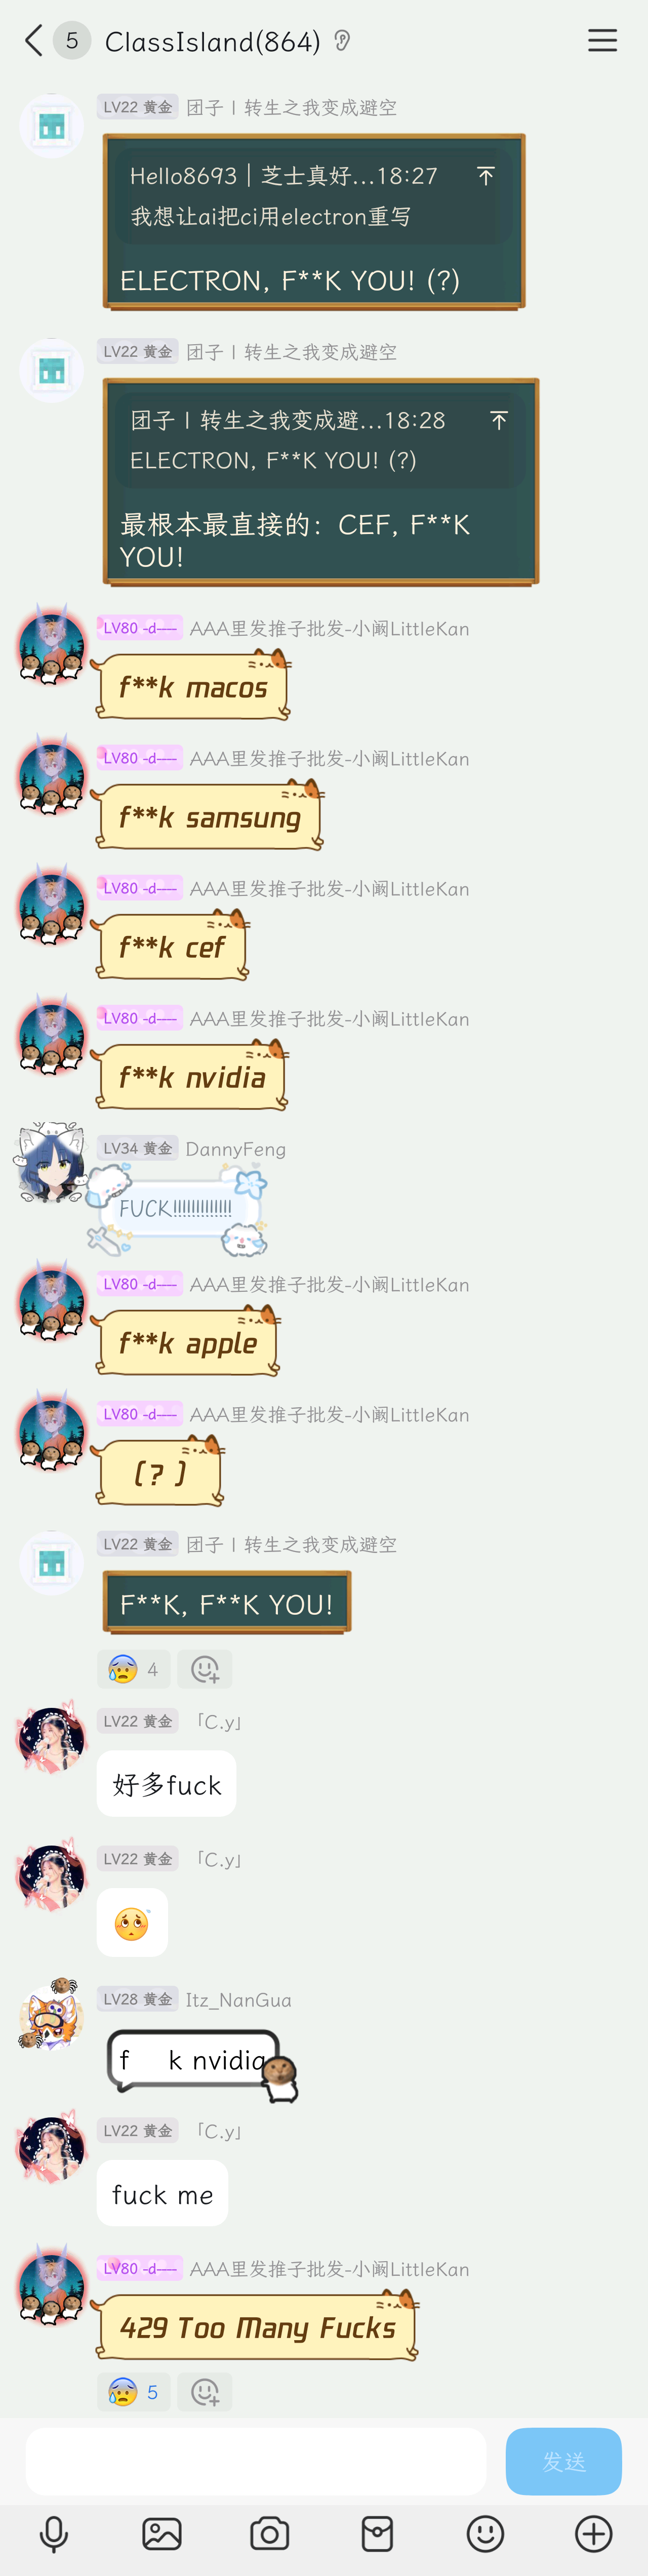 5 ClassIsland(864)
LV22 黄金 团子丨转生之我变成避空
Hello8693｜芝士真好...18:27
我想让ai把ci用electron重写
ELECTRON, F**K YOU! (?)
LV22 黄金 团子丨转生之我变成避空
团子丨转生之我变成避...18:28
ELECTRON, F**K YOU! (?)
最根本最直接的：CEF, F**K
YOU!
LV80 -d— AAA里发推子批发-小阚LittleKan
f**k macos
LV80 -d— AAA里发推子批发-小阚LittleKan
f**k samsung
LV80 -d— AAA里发推子批发-小阚LittleKan
f**k cef
LV80 -d— AAA里发推子批发-小阚LittleKan
f**k nvidia
LV34 黄金 DannyFeng
FUCK!!!!!!!!!!!!!
LV80 -d— AAA里发推子批发-小阚LittleKan
f**k apple
LV80 -d— AAA里发推子批发-小阚LittleKan
(?)
LV22 黄金 团子丨转生之我变成避空
F**K, F**K YOU!
4
LV22 黄金 「C.y」
好多fuck
LV22 黄金 「C.y」
LV28 黄金 Itz_NanGua
f k nvidia
LV22 黄金 「C.y」
fuck me
LV80 -d— AAA里发推子批发-小阚LittleKan
429 Too Many Fucks
5
发送